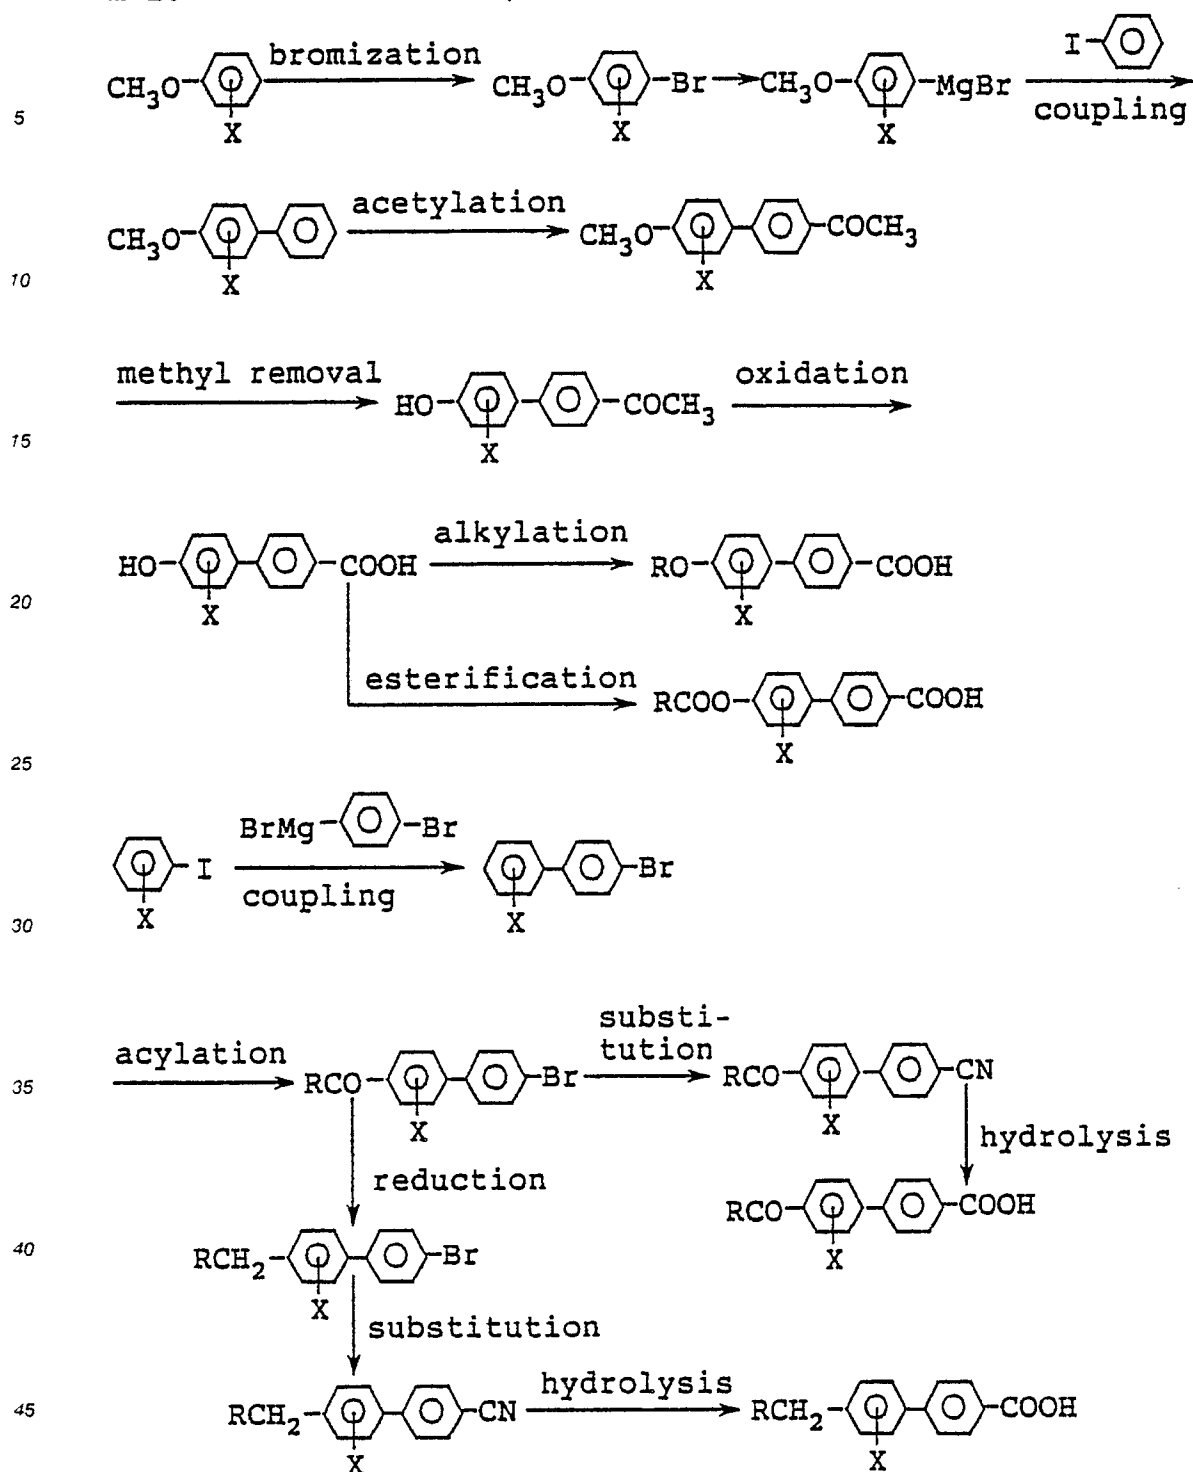 I
CH3O bromization CH3O Br CH3O MgBr coupling
5
X X X
CH3O acetylation CH3O COCH3
X X
10
methyl removal HO COCH3 oxidation
X
15
HO COOH alkylation RO COOH
X X
20
esterification RCOO COOH
X
25
BrMg Br
I coupling Br
X X
30
substi-
tution
acylation RCO Br RCO CN
35
X X
hydrolysis
reduction
RCO COOH
X
40
RCH2 Br
X
substitution
RCH2 CN hydrolysis RCH2 COOH
45
X X